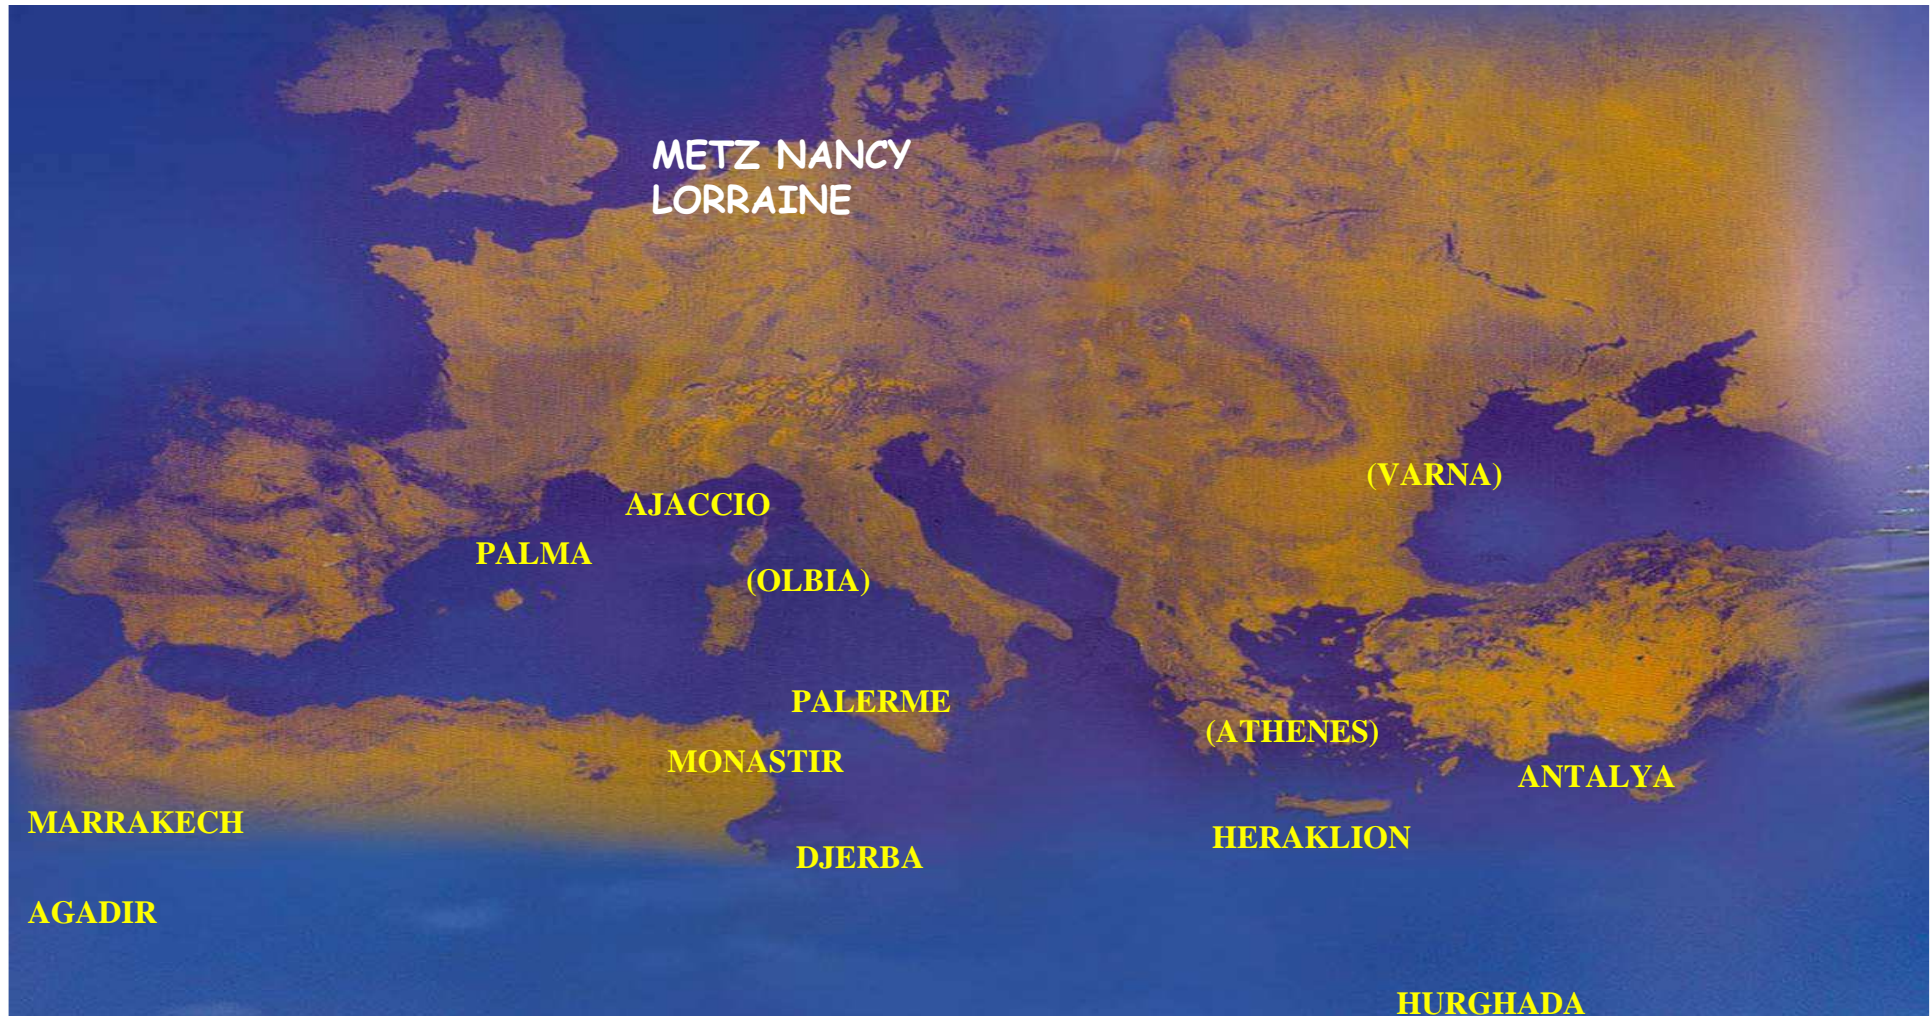 METZ NANCY
LORRAINE
(VARNA)
AJACCIO
PALMA
(OLBIA)
PALERME
(ATHENES)
MONASTIR
ANTALYA
MARRAKECH
HERAKLION
DJERBA
AGADIR
HURGHADA